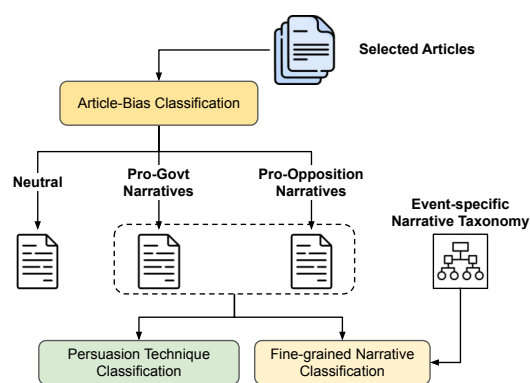 Selected Articles
Article-Bias Classification
Neutral
Pro-Govt
Narratives
Pro-Opposition
Narratives
Event-specific
Narrative Taxonomy
Persuasion Technique
Classification
Fine-grained Narrative
Classification